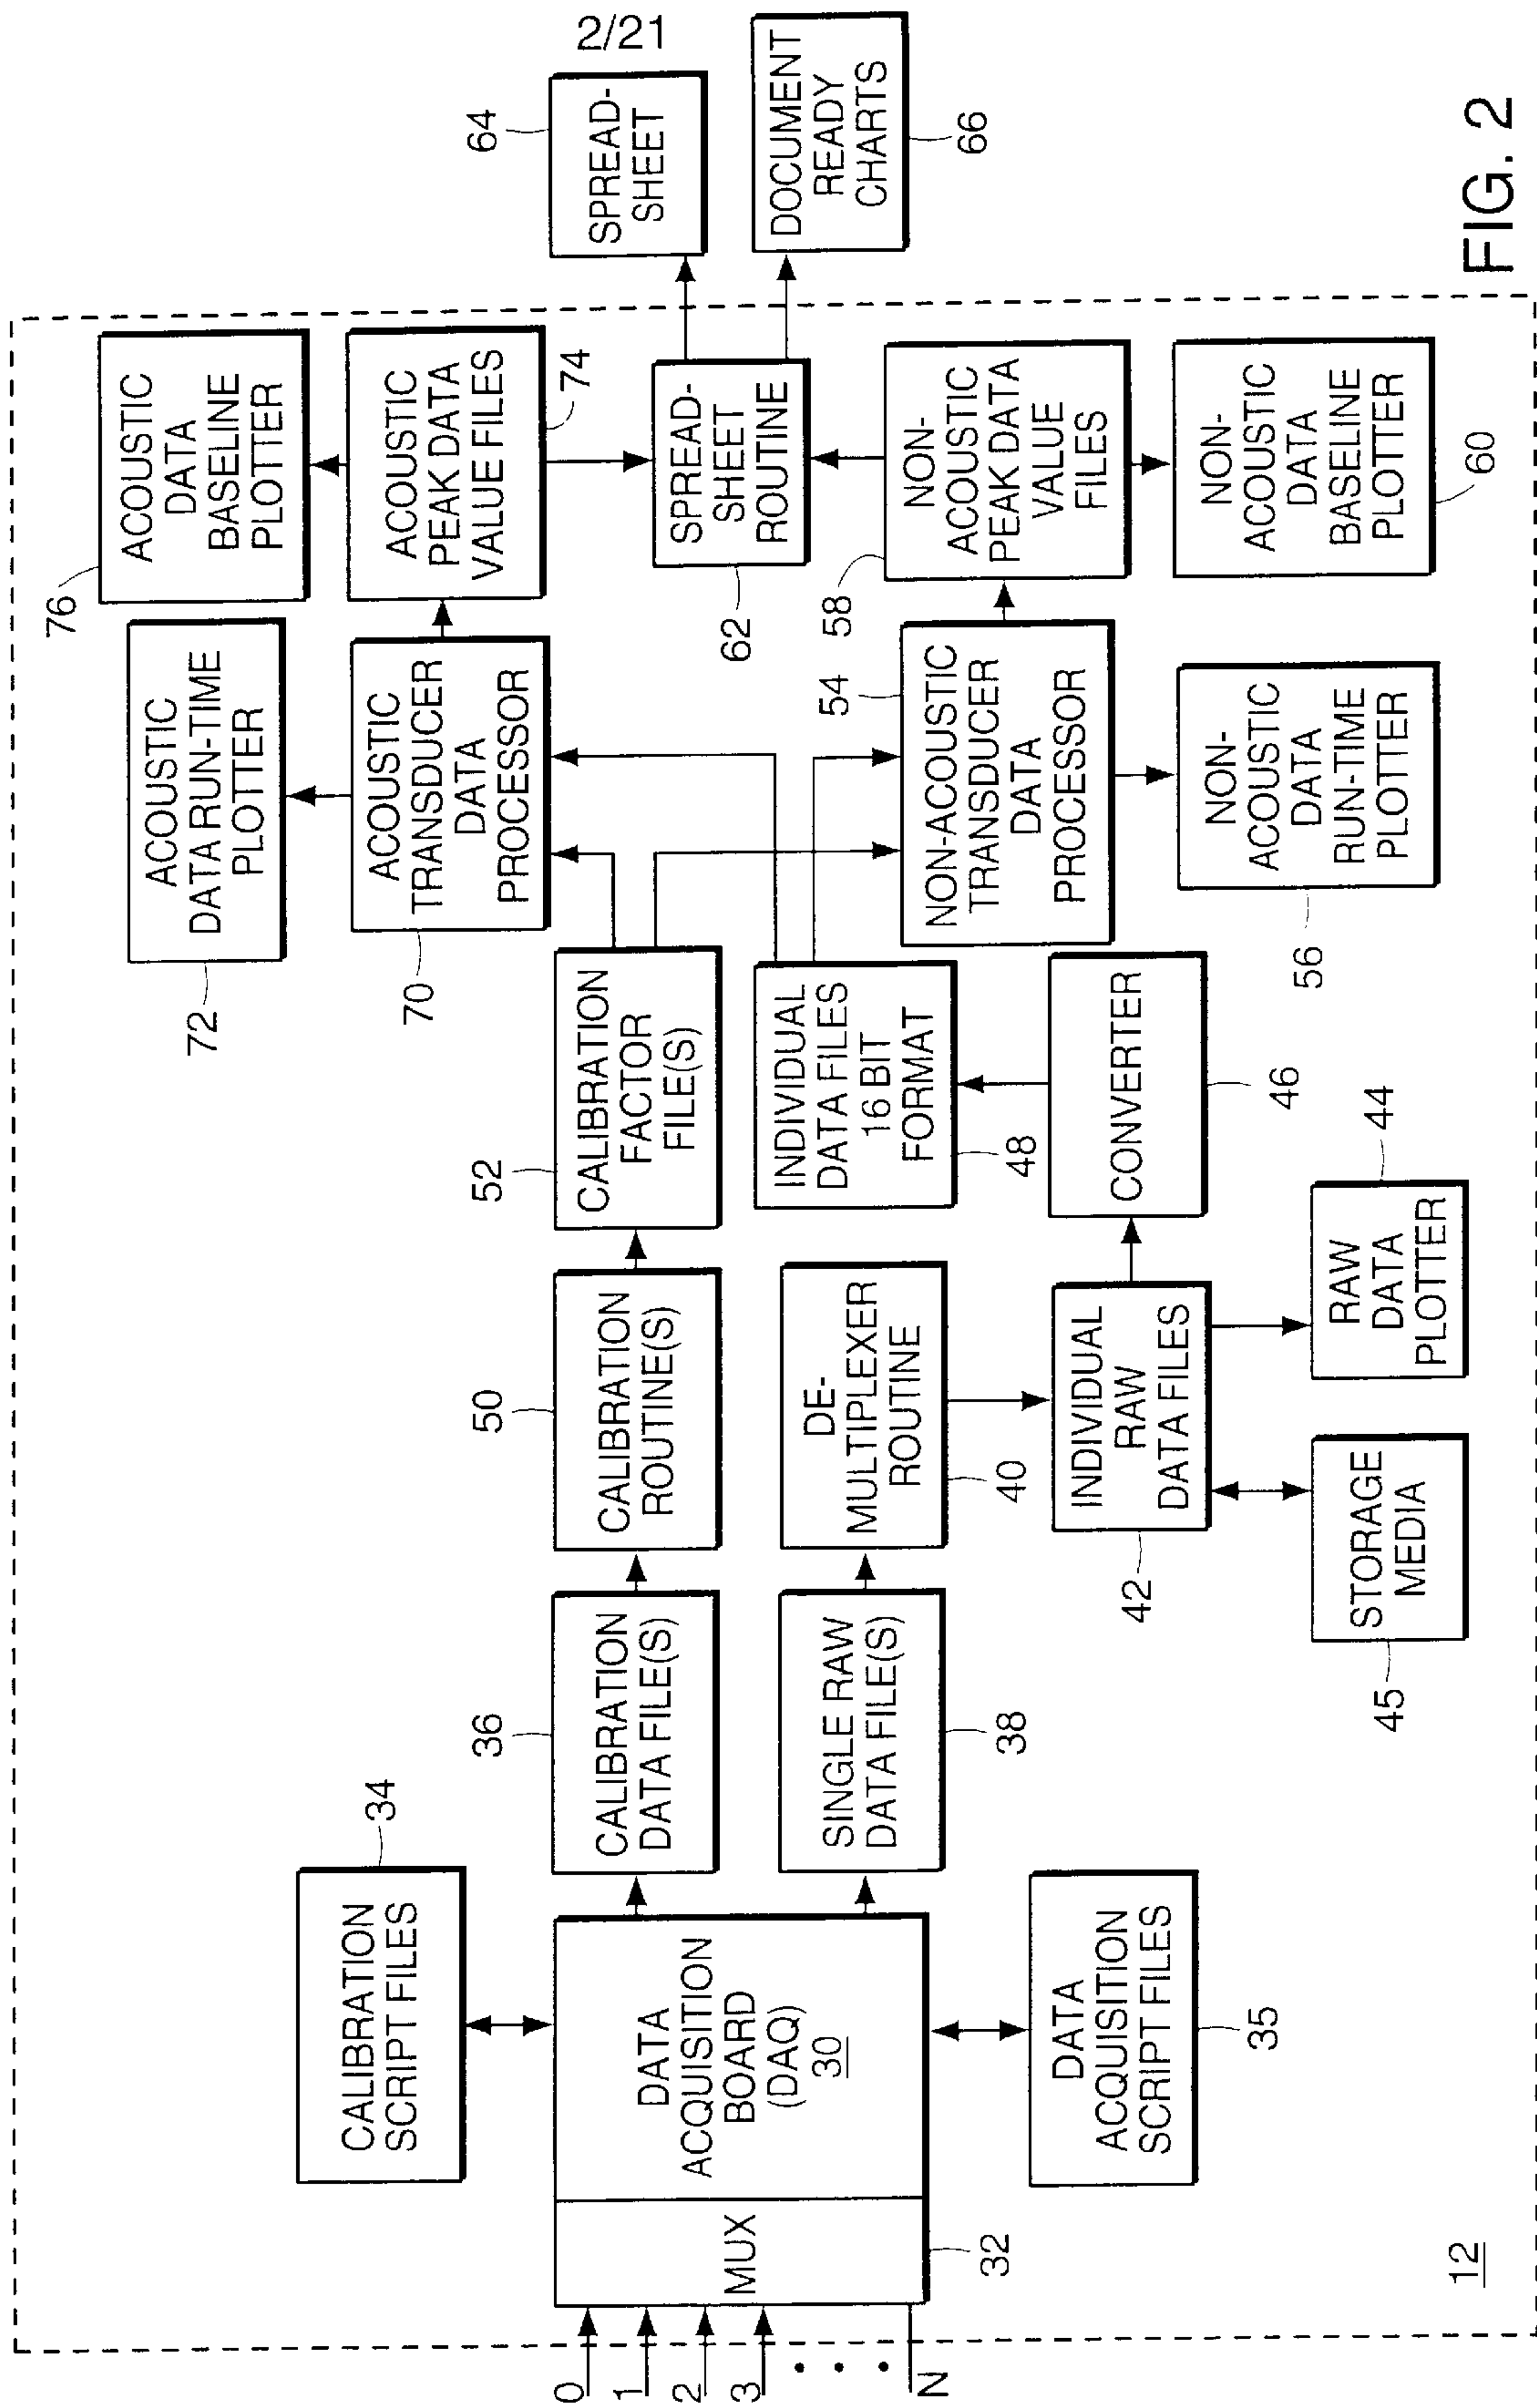 2/21
76
ACOUSTIC
DATA
BASELINE
PLOTTER
72
ACOUSTIC
DATA RUN-TIME
PLOTTER
ACOUSTIC
PEAK DATA
VALUE FILES
74
70
ACOUSTIC
TRANSDUCER
DATA
PROCESSOR
64
SPREAD-
SHEET
62
SPREAD-
SHEET
ROUTINE
DOCUMENT
READY
CHARTS
66
34
CALIBRATION
SCRIPT FILES
36
CALIBRATION
DATA FILE(S)
50
CALIBRATION
ROUTINE(S)
52
CALIBRATION
FACTOR
FILE(S)
0
1
2
3
N
MUX
32
DATA
ACQUISITION
BOARD
(DAQ)
30
SINGLE RAW
DATA FILE(S)
38
DE-
MULTIPLEXER
ROUTINE
40
INDIVIDUAL
DATA FILES
16 BIT
FORMAT
48
54
NON-ACOUSTIC
TRANSDUCER
DATA
PROCESSOR
58
NON-
ACOUSTIC
PEAK DATA
VALUE
FILES
DATA
ACQUISITION
SCRIPT FILES
35
42
INDIVIDUAL
RAW
DATA FILES
CONVERTER
46
56
NON-
ACOUSTIC
DATA
RUN-TIME
PLOTTER
NON-
ACOUSTIC
DATA
BASELINE
PLOTTER
60
45
STORAGE
MEDIA
RAW
DATA
PLOTTER
44
12
FIG. 2